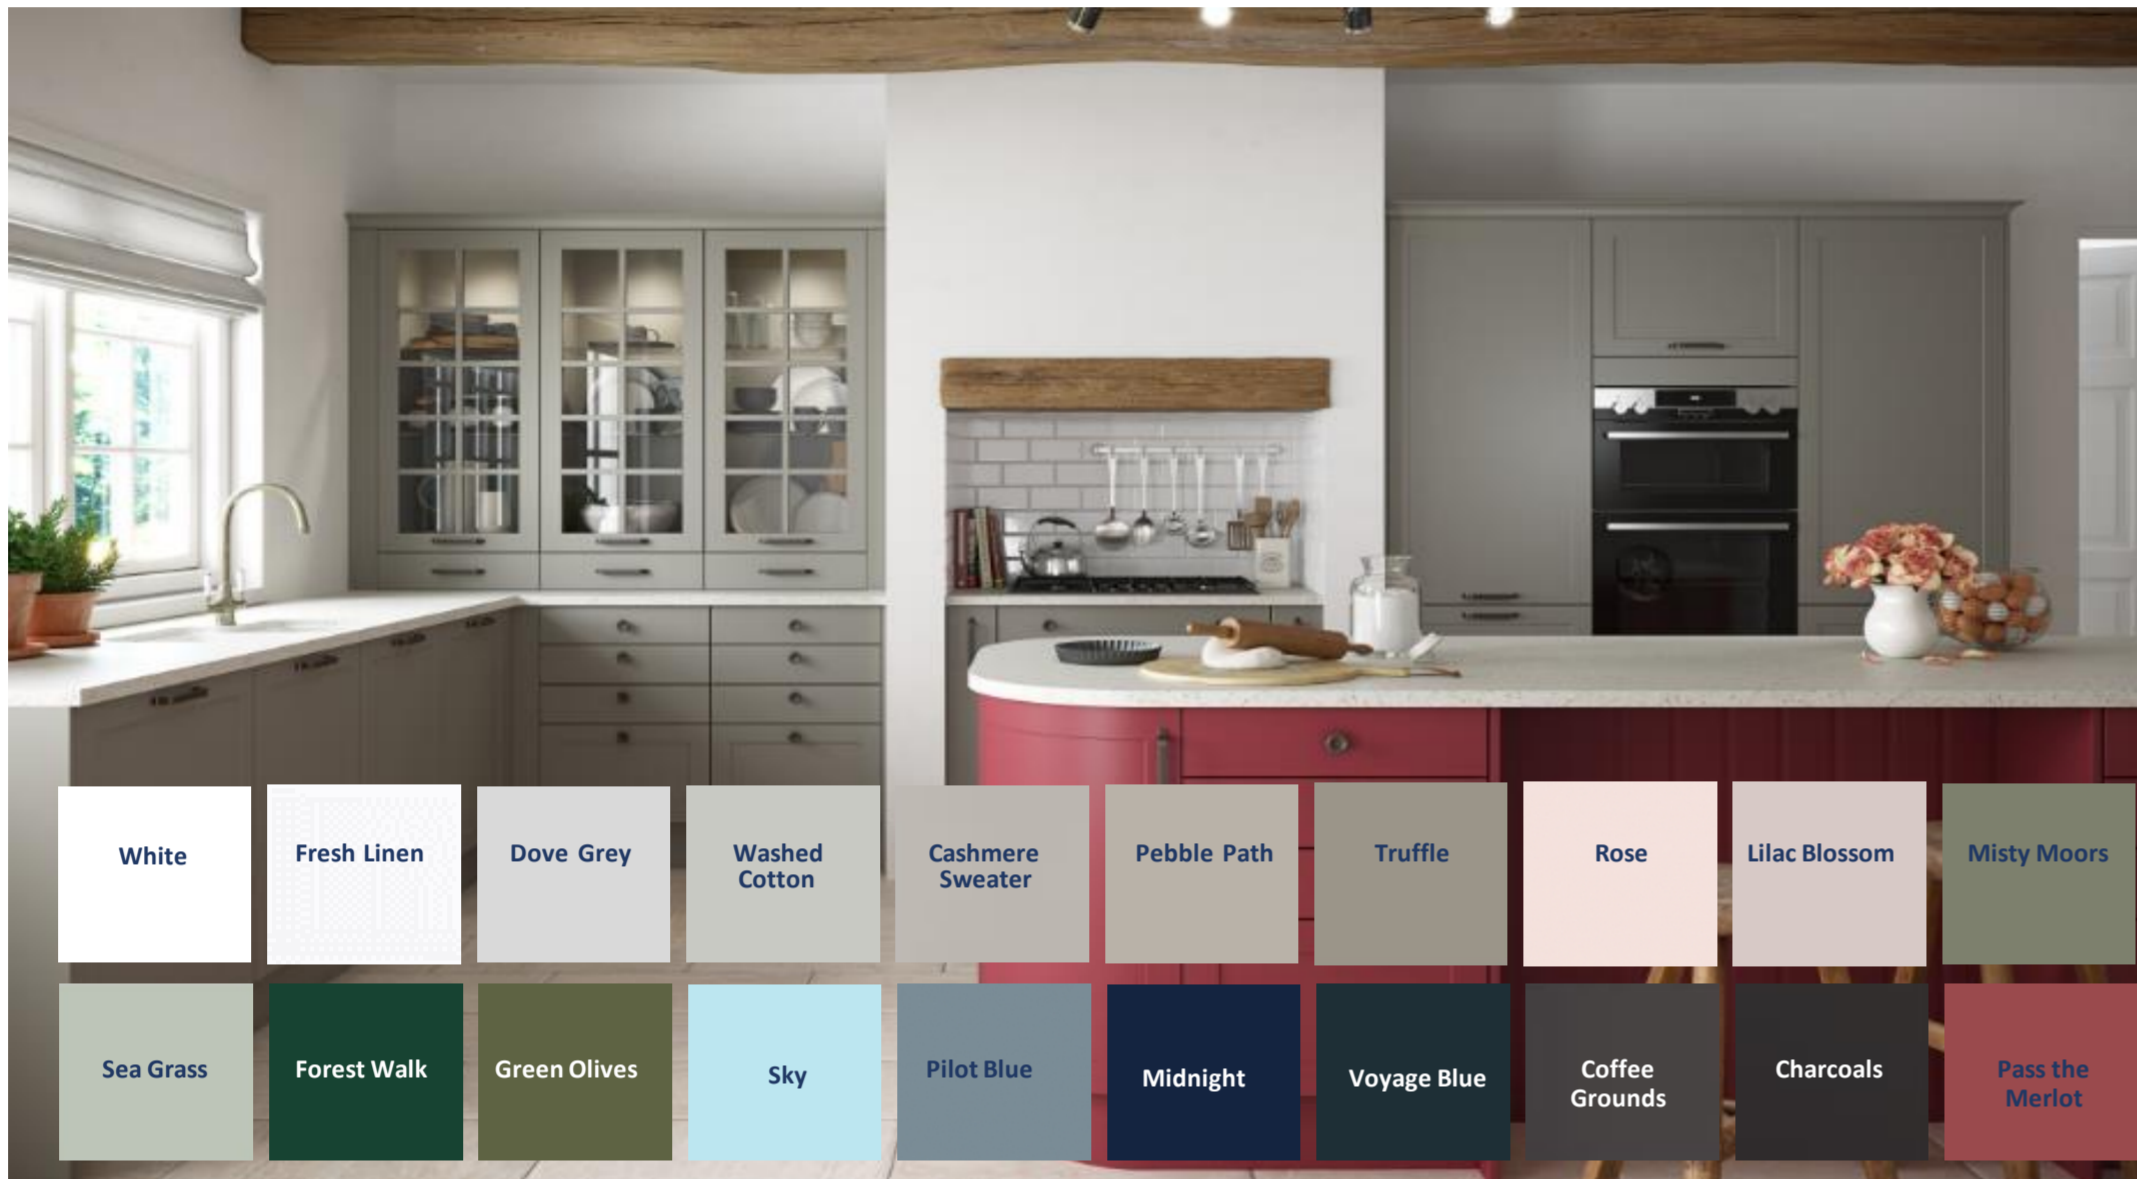 White
Fresh Linen
Dove Grey
Washed
Cotton
Cashmere
Sweater
Pebble Path
Truffle
Rose
Lilac Blossom
Misty Moors
Sea Grass
Forest Walk
Green Olives
Sky
Pilot Blue
Midnight
Voyage Blue
Coffee
Grounds
Charcoals
Pass the
Merlot